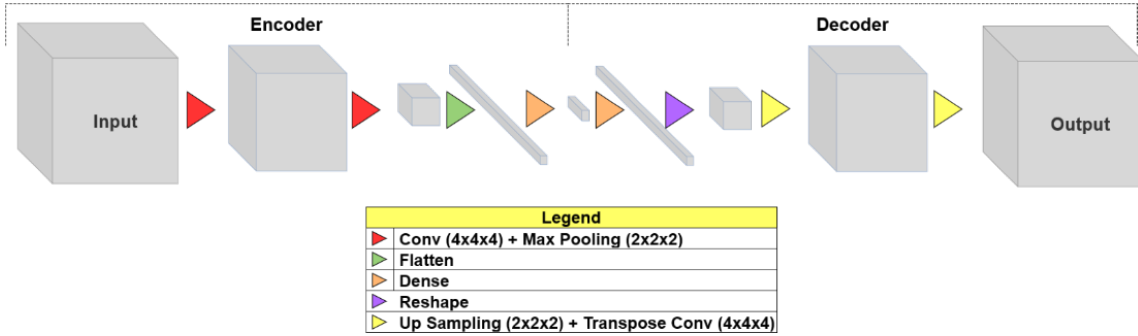 Encoder
Decoder
Input
Output
Legend
Conv (4x4x4) + Max Pooling (2x2x2)
Flatten
Dense
Reshape
Up Sampling (2x2x2) + Transpose Conv (4x4x4)